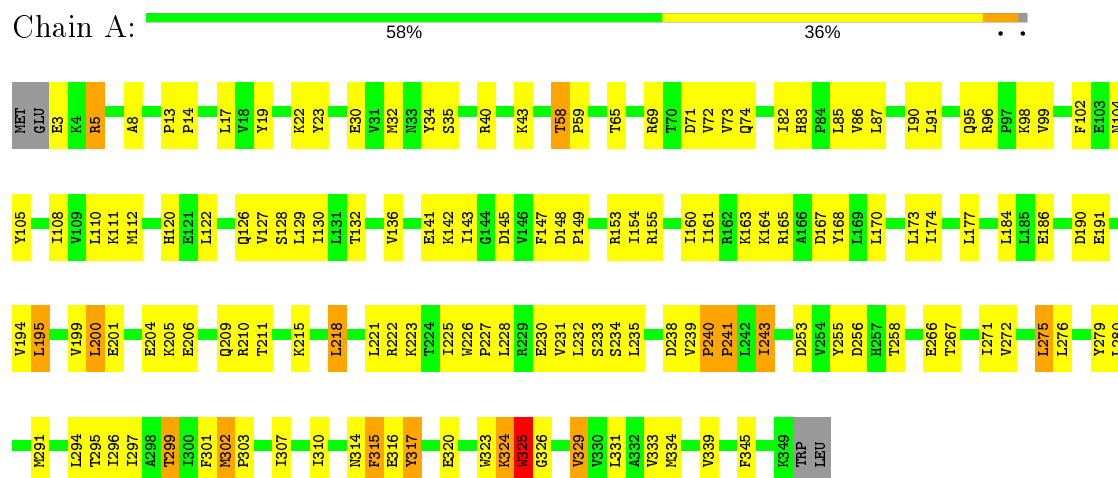 Chain A:
58% 36% • •
MET GLU E3 K4 R5 A8 P13 P14 L17 V18 Y19 K22 Y23 E30 V31 M32 N33 Y34 S35 R40 K43 T58 P59 T65 R69 T70 D71 V72 V73 Q74 I82 H83 P84 L85 V86 L87 I90 L91 Q95 R96 P97 K98 V99 F102 E103 N104
Y105 I108 V109 L110 K111 M112 H120 E121 L122 Q126 V127 S128 L129 I130 L131 T132 V136 E141 K142 I143 G144 D145 V146 F147 D148 P149 R153 I154 R155 I160 I161 R162 K163 K164 R165 A166 D167 Y168 L169 L170 L173 I174 L177 L184 L185 E186 D190 E191
V194 L195 V199 L200 E201 E204 K205 E206 Q209 R210 T211 K215 L218 L221 R222 K223 T224 I225 W226 P227 L228 R229 E230 V231 L232 S233 S234 L235 D238 V239 P240 P241 L242 I243 D253 V254 Y255 D256 H257 T258 E266 T267 I271 V272 L275 L276 Y279 L280
M291 L294 T295 I296 I297 A298 T299 I300 F301 M302 P303 I307 I310 N314 F315 E316 Y317 E320 W323 K324 W325 G326 V329 V330 L331 A332 V333 M334 V339 F345 K349 TRP LEU